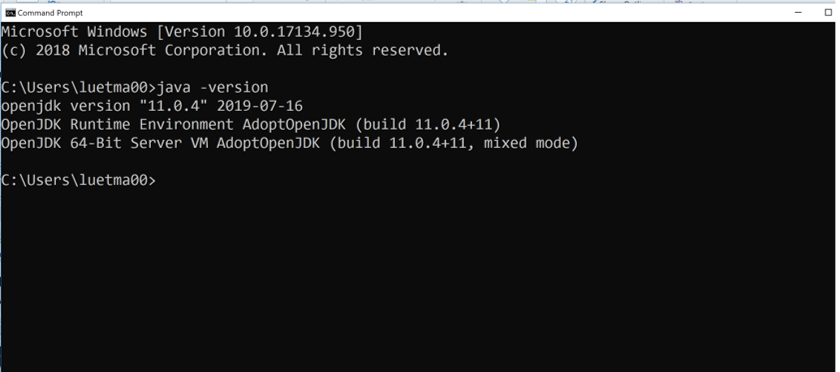 Command Prompt
Microsoft Windows [Version 10.0.17134.950]
(c) 2018 Microsoft Corporation. All rights reserved.
C:\Users\luetma00>java -version
openjdk version "11.0.4" 2019-07-16
OpenJDK Runtime Environment AdoptOpenJDK (build 11.0.4+11)
OpenJDK 64-Bit Server VM AdoptOpenJDK (build 11.0.4+11, mixed mode)
C:\Users\luetma00>